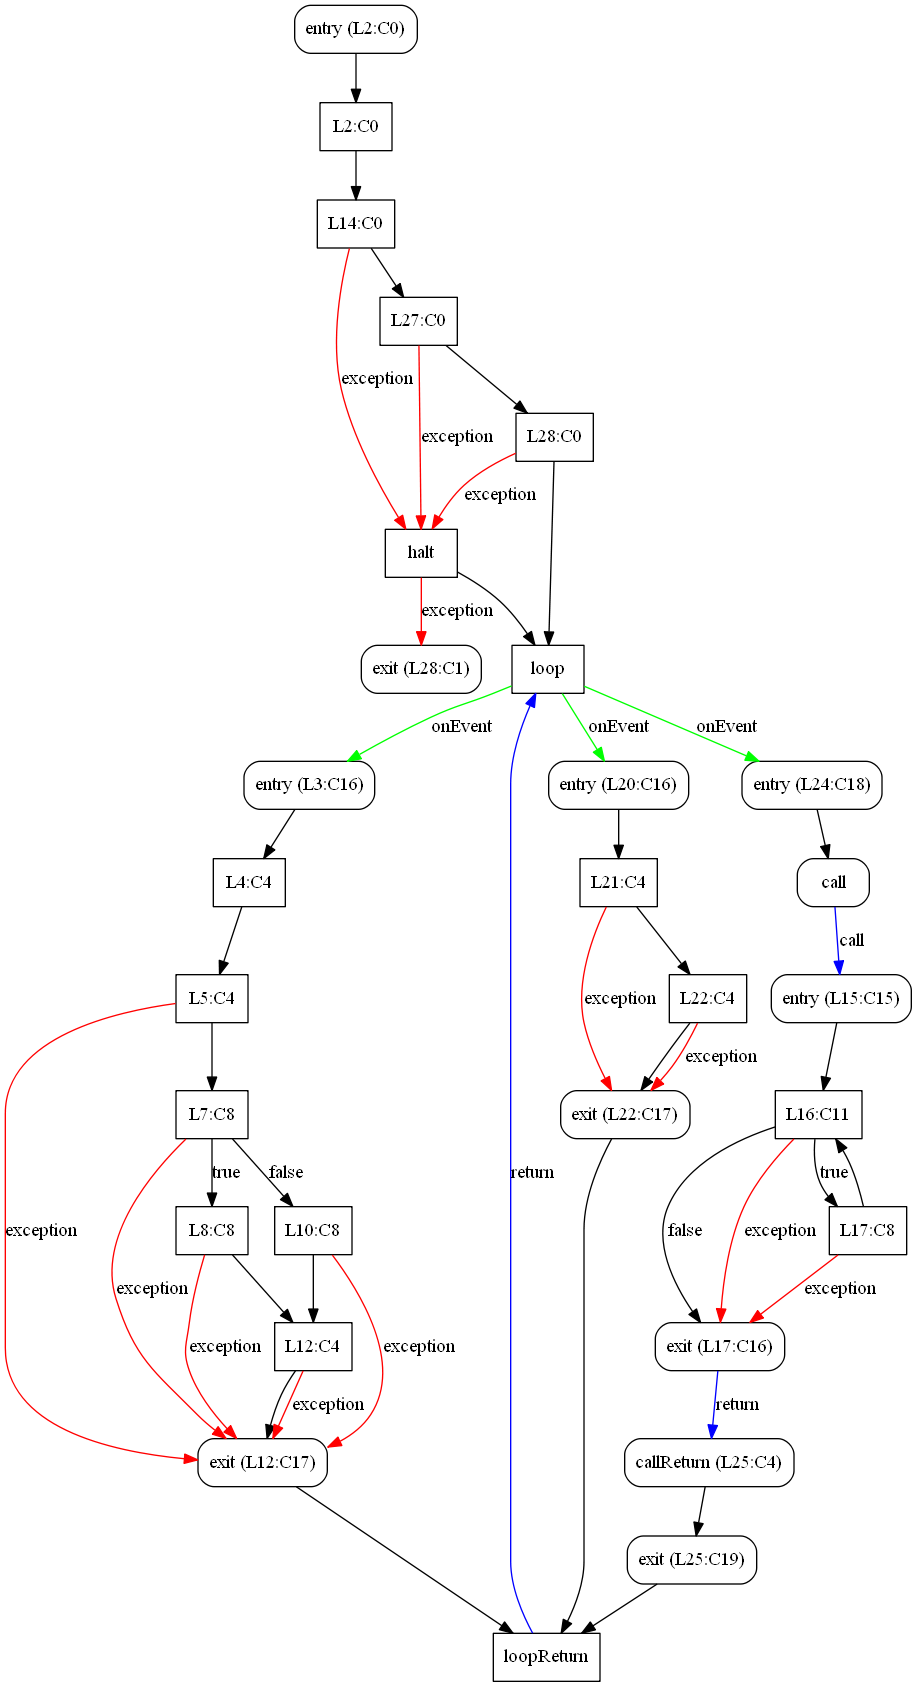 entry (L2:C0)
L2:C0
L14:C0
L27:C0
exception
L28:C0
exception
exception
halt
exception
exit (L28:C1)
loop
onEvent
onEvent
onEvent
entry (L3:C16)
entry (L20:C16)
entry (L24:C18)
L4:C4
L21:C4
call
call
L5:C4
exception
L22:C4
entry (L15:C15)
exception
L7:C8
exit (L22:C17)
L16:C11
true
false
return
true
exception
L8:C8
L10:C8
false
exception
L17:C8
exception
exception
exception
exception
L12:C4
exit (L17:C16)
exception
return
exit (L12:C17)
callReturn (L25:C4)
exit (L25:C19)
loopReturn